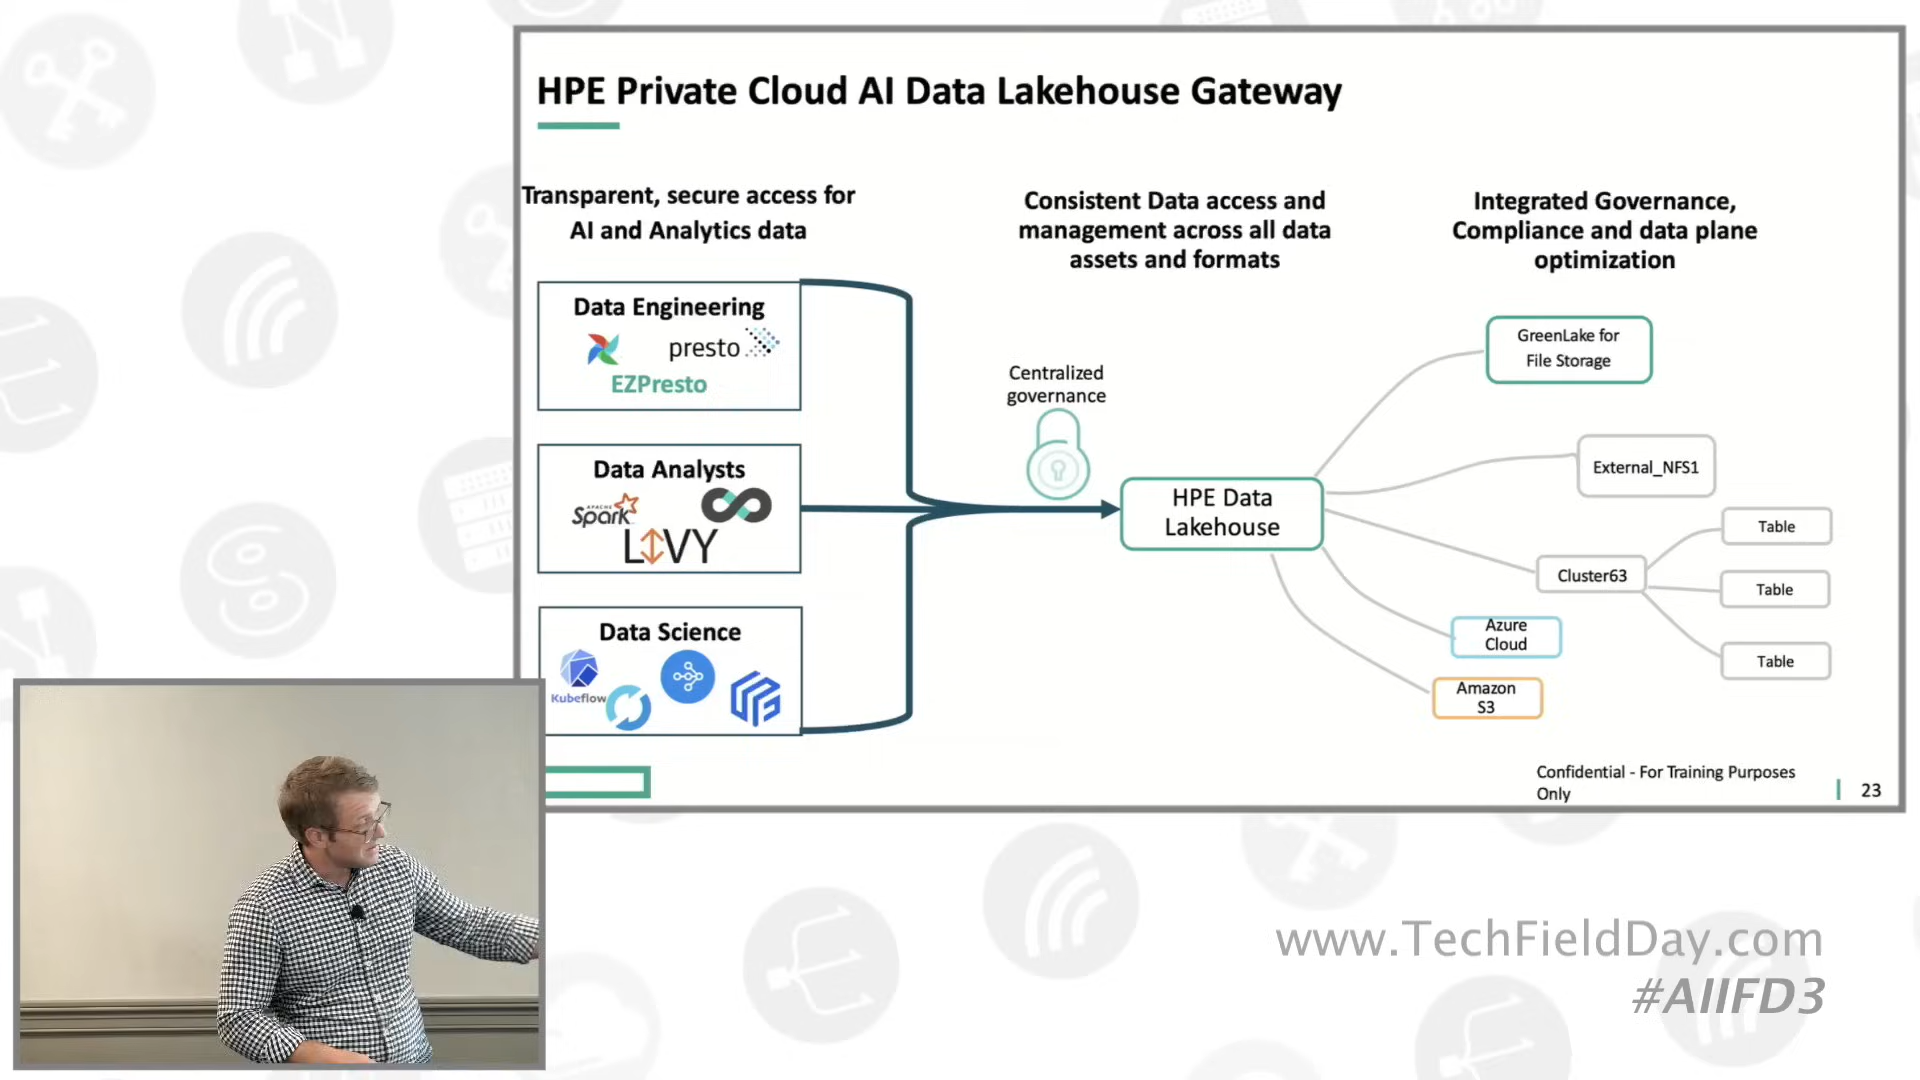 HPE Private Cloud AI Data Lakehouse Gateway
Transparent, secure access for
AI and Analytics data
Consistent Data access and
management across all data
assets and formats
Integrated Governance,
Compliance and data plane
optimization
Data Engineering
presto
EZPresto
Data Analysts
APACHE
Spark
LIVY
Data Science
Kubeflow
Centralized
governance
HPE Data
Lakehouse
GreenLake for
File Storage
External_NFS1
Cluster63
Table
Table
Table
Azure
Cloud
Amazon
S3
Confidential - For Training Purposes
Only
23
www.TechFieldDay.com
#AIIFD3